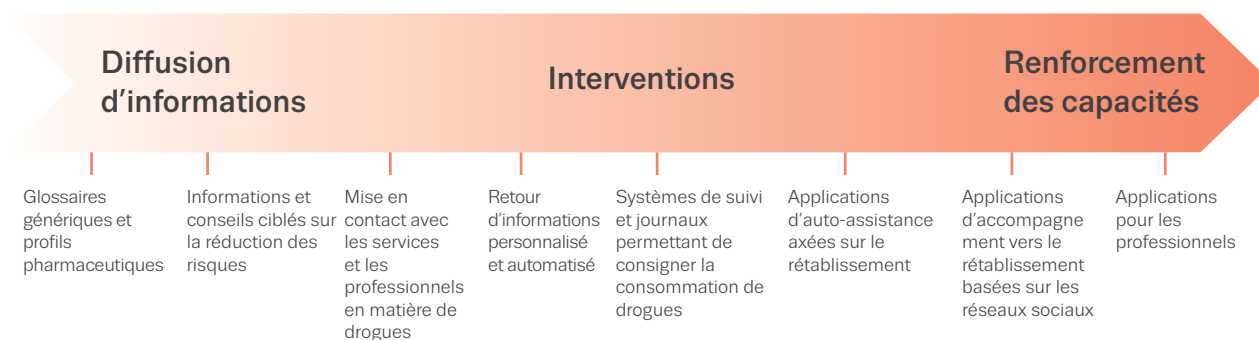 Diffusion
d'informations
Interventions
Renforcement
des capacités
Glossaires
génériques et
profils
pharmaceutiques
Informations et
conseils ciblés sur
la réduction des
risques
Mise en
contact avec
les services
et les
professionnels
en matière de
drogues
Retour
d'informations
personnalisé
et automatisé
Systèmes de suivi
et journaux
permettant de
consigner la
consommation de
drogues
Applications
d'auto-assistance
axées sur le
rétablissement
Applications
d'accompagne
ment vers le
rétablissement
basées sur les
réseaux sociaux
Applications
pour les
professionnels